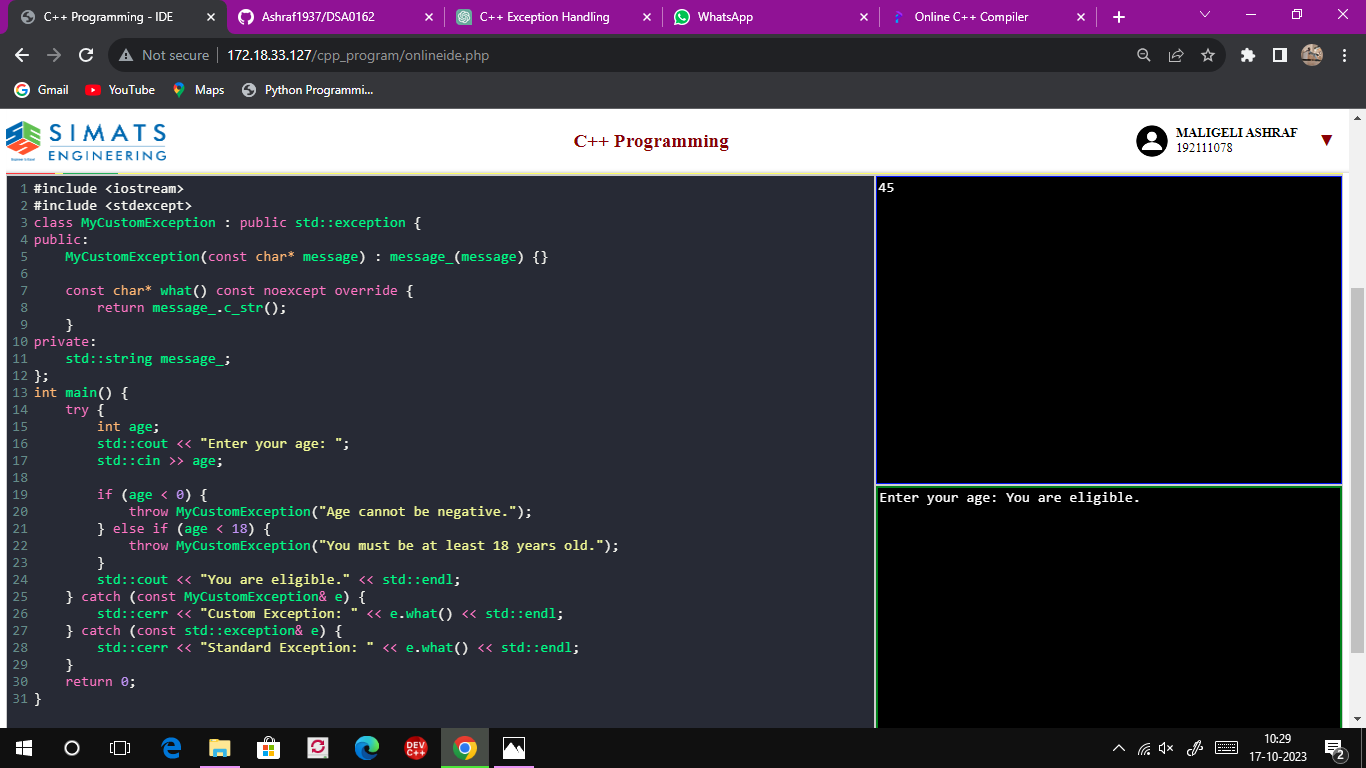 C++ Programming - IDE
Ashraf1937/DSA0162
C++ Exception Handling
WhatsApp
Online C++ Compiler
Not secure
172.18.33.127/cpp_program/onlineide.php
Gmail
YouTube
Maps
Python Programmi...
SIMATS
ENGINEERING
C++ Programming
MALIGELI ASHRAF
192111078
1 #include <iostream>
2 #include <stdexcept>
3 class MyCustomException : public std::exception {
4 public:
5     MyCustomException(const char* message) : message_(message) {}
6
7     const char* what() const noexcept override {
8         return message_.c_str();
9     }
10 private:
11     std::string message_;
12 };
13 int main() {
14     try {
15         int age;
16         std::cout << "Enter your age: ";
17         std::cin >> age;
18
19         if (age < 0) {
20             throw MyCustomException("Age cannot be negative.");
21         } else if (age < 18) {
22             throw MyCustomException("You must be at least 18 years old.");
23         }
24         std::cout << "You are eligible." << std::endl;
25     } catch (const MyCustomException& e) {
26         std::cerr << "Custom Exception: " << e.what() << std::endl;
27     } catch (const std::exception& e) {
28         std::cerr << "Standard Exception: " << e.what() << std::endl;
29     }
30     return 0;
31 }
45
Enter your age: You are eligible.
DEV
C++
10:29
17-10-2023
2